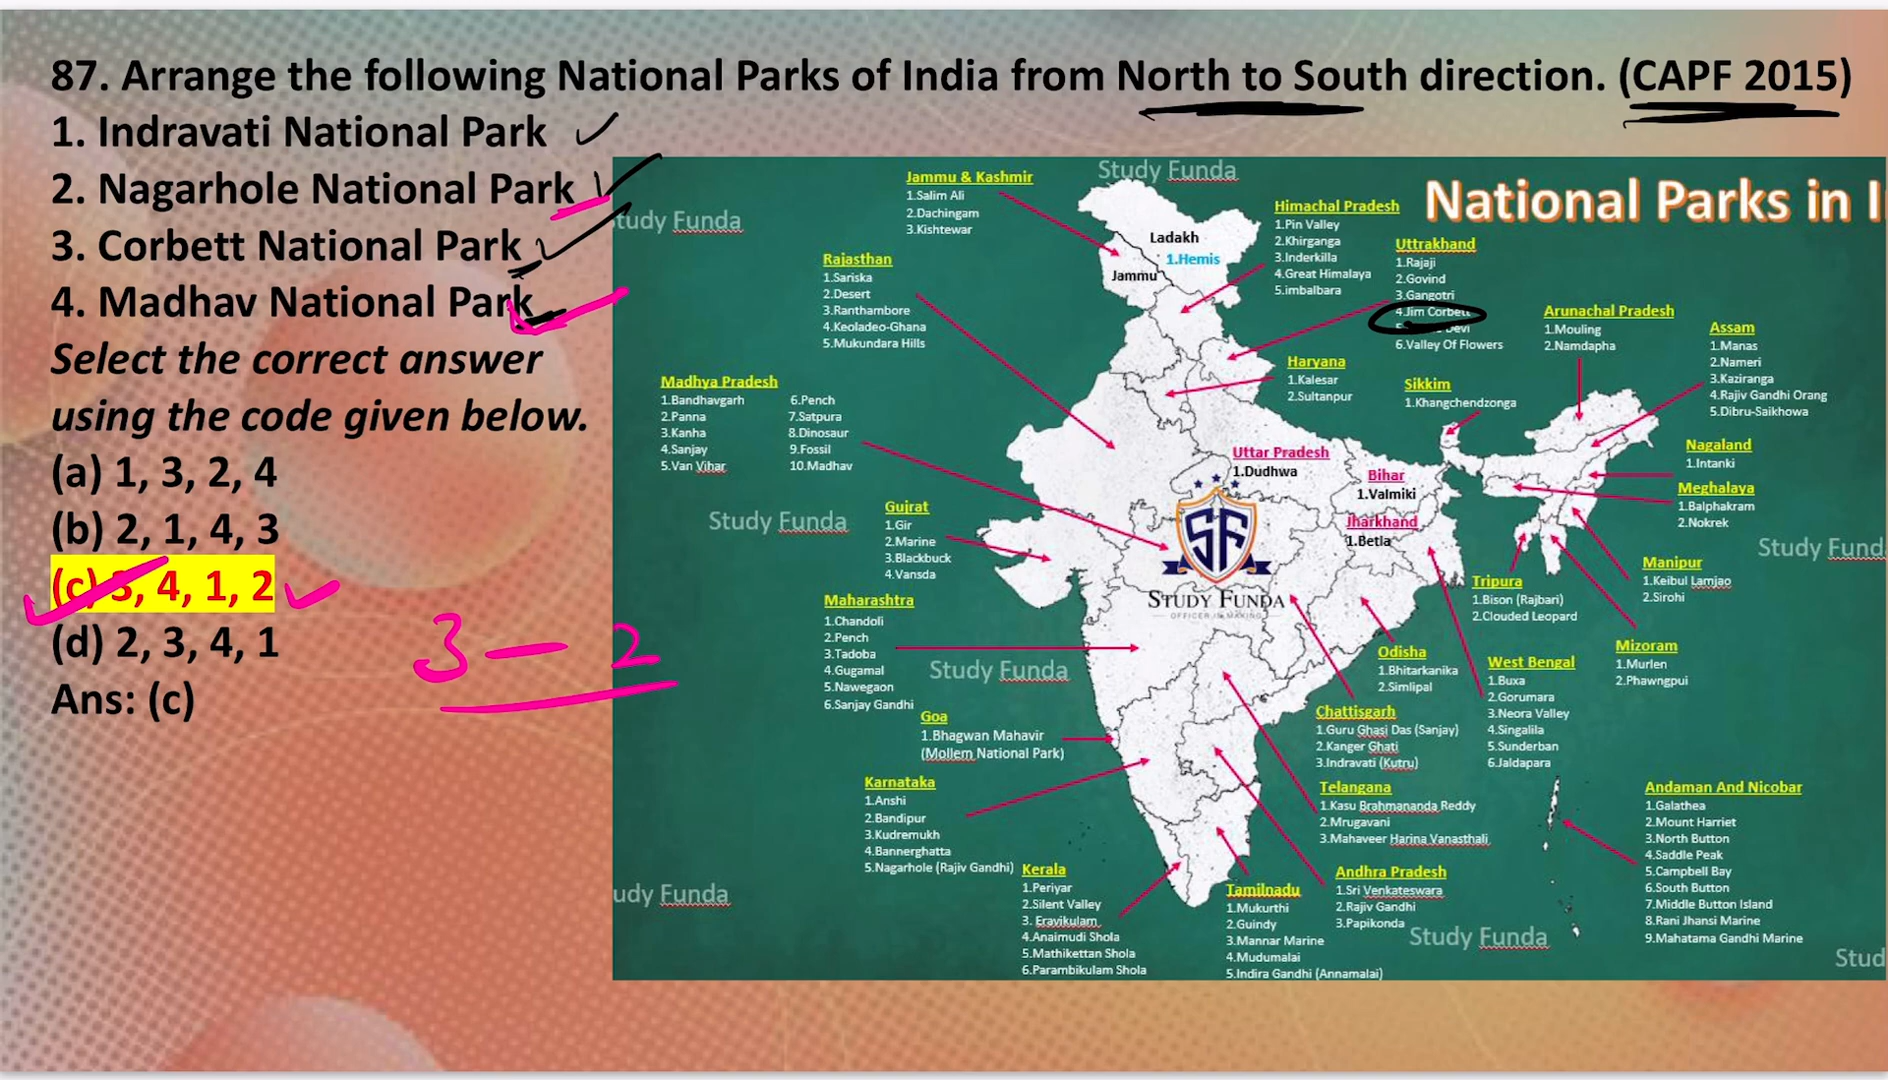 87. Arrange the following National Parks of India from North to South direction. (CAPF 2015)
1. Indravati National Park
2. Nagarhole National Park
3. Corbett National Park
4. Madhav National Park
Select the correct answer
using the code given below.
(a) 1, 3, 2, 4
(b) 2, 1, 4, 3
(c) 3, 4, 1, 2
(d) 2, 3, 4, 1
Ans: (c)
3 — 2
National Parks in I
Study Funda
tudy Funda
Jammu & Kashmir
1.Salim Ali
2.Dachingam
3.Kishtewar
Ladakh
1.Hemis
Jammu
Himachal Pradesh
1.Pin Valley
2.Khirganga
3.Inderkilla
4.Great Himalaya
5.imbalbara
Uttrakhand
1.Rajaji
2.Govind
3.Gangotri
4.Jim Corbett
Devi
6.Valley Of Flowers
Rajasthan
1.Sariska
2.Desert
3.Ranthambore
4.Keoladeo-Ghana
5.Mukundara Hills
Haryana
1.Kalesar
2.Sultanpur
Sikkim
1.Khangchendzonga
Arunachal Pradesh
1.Mouling
2.Namdapha
Assam
1.Manas
2.Nameri
3.Kaziranga
4.Rajiv Gandhi Orang
5.Dibru-Saikhowa
Madhya Pradesh
1.Bandhavgarh 6.Pench
2.Panna 7.Satpura
3.Kanha 8.Dinosaur
4.Sanjay 9.Fossil
5.Van Vihar 10.Madhav
Uttar Pradesh
1.Dudhwa
Bihar
1.Valmiki
Jharkhand
1.Betla
Nagaland
1.Intanki
Meghalaya
1.Balphakram
2.Nokrek
Study Funda
Gujrat
1.Gir
2.Marine
3.Blackbuck
4.Vansda
SF
STUDY FUNDA
OFFICER IS MAKING
Study Fund
Manipur
1.Keibul Lamjao
2.Sirohi
Tripura
1.Bison (Rajbari)
2.Clouded Leopard
Mizoram
1.Murlen
2.Phawngpui
Maharashtra
1.Chandoli
2.Pench
3.Tadoba
4.Gugamal
5.Nawegaon
6.Sanjay Gandhi
Study Funda
Odisha
1.Bhitarkanika
2.Simlipal
West Bengal
1.Buxa
2.Gorumara
3.Neora Valley
4.Singalila
5.Sunderban
6.Jaldapara
Goa
1.Bhagwan Mahavir
(Mollem National Park)
Chattisgarh
1.Guru Ghasi Das (Sanjay)
2.Kanger Ghati
3.Indravati (Kutru)
Karnataka
1.Anshi
2.Bandipur
3.Kudremukh
4.Bannerghatta
5.Nagarhole (Rajiv Gandhi)
Telangana
1.Kasu Brahmananda Reddy
2.Mrugavani
3.Mahaveer Harina Vanasthali
Andaman And Nicobar
1.Galathea
2.Mount Harriet
3.North Button
4.Saddle Peak
5.Campbell Bay
6.South Button
7.Middle Button Island
8.Rani Jhansi Marine
9.Mahatama Gandhi Marine
udy Funda
Kerala
1.Periyar
2.Silent Valley
3. Eravikulam
4.Anaimudi Shola
5.Mathikettan Shola
6.Parambikulam Shola
Tamilnadu
1.Mukurthi
2.Guindy
3.Mannar Marine
4.Mudumalai
5.Indira Gandhi (Annamalai)
Andhra Pradesh
1.Sri Venkateswara
2.Rajiv Gandhi
3.Papikonda
Study Funda
Stud